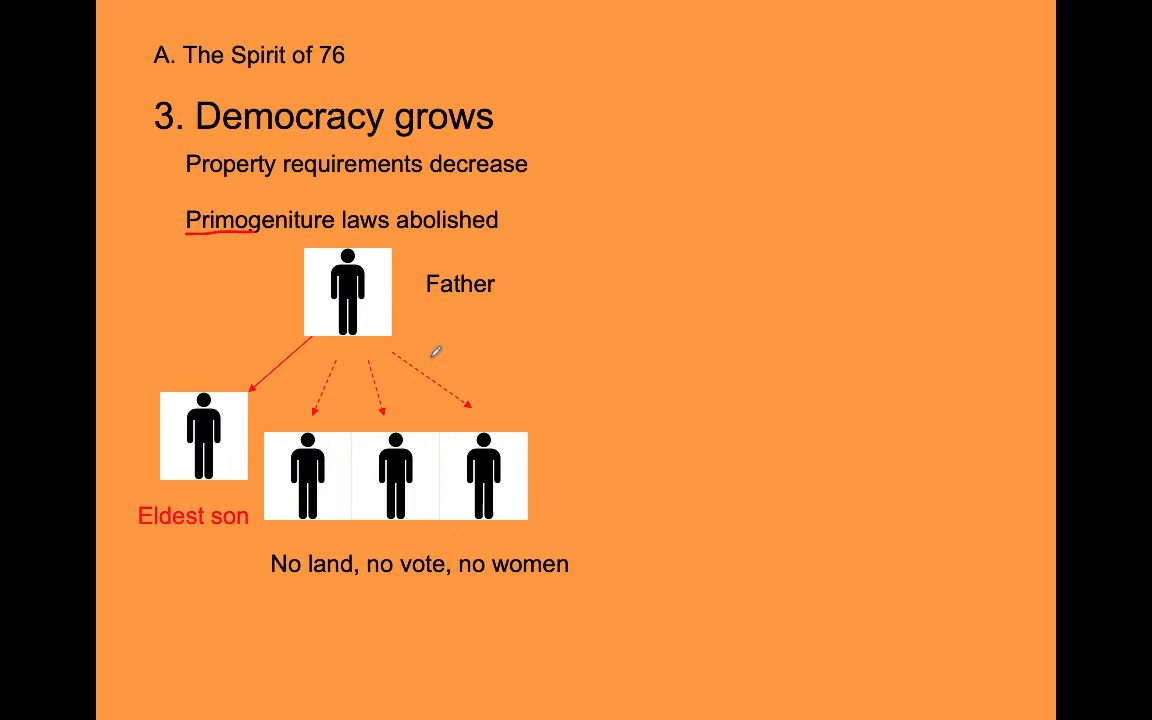 A. The Spirit of 76
3. Democracy grows
Property requirements decrease
Primogeniture laws abolished
Father
Eldest son
No land, no vote, no women